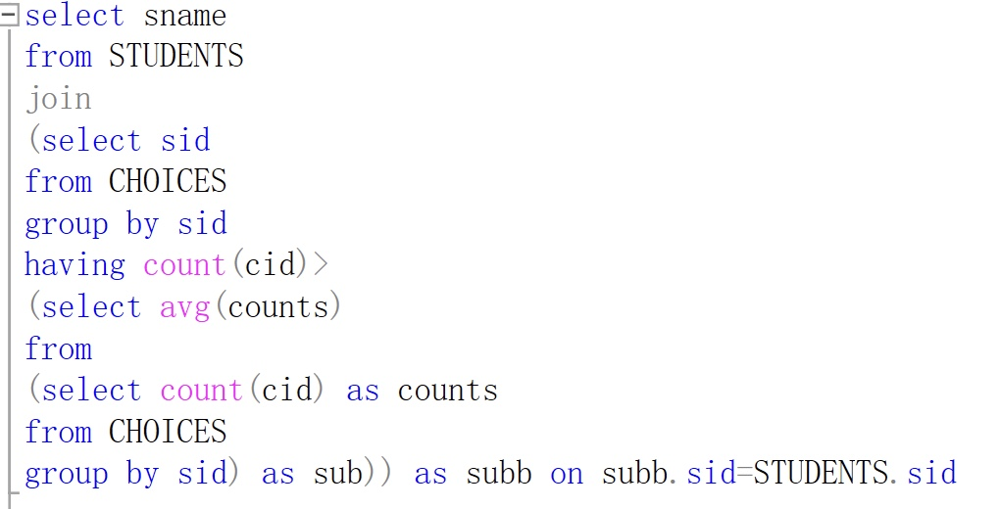 select sname
from STUDENTS
join
(select sid
from CHOICES
group by sid
having count(cid)>
(select avg(counts)
from
(select count(cid) as counts
from CHOICES
group by sid) as sub)) as subb on subb.sid=STUDENTS.sid